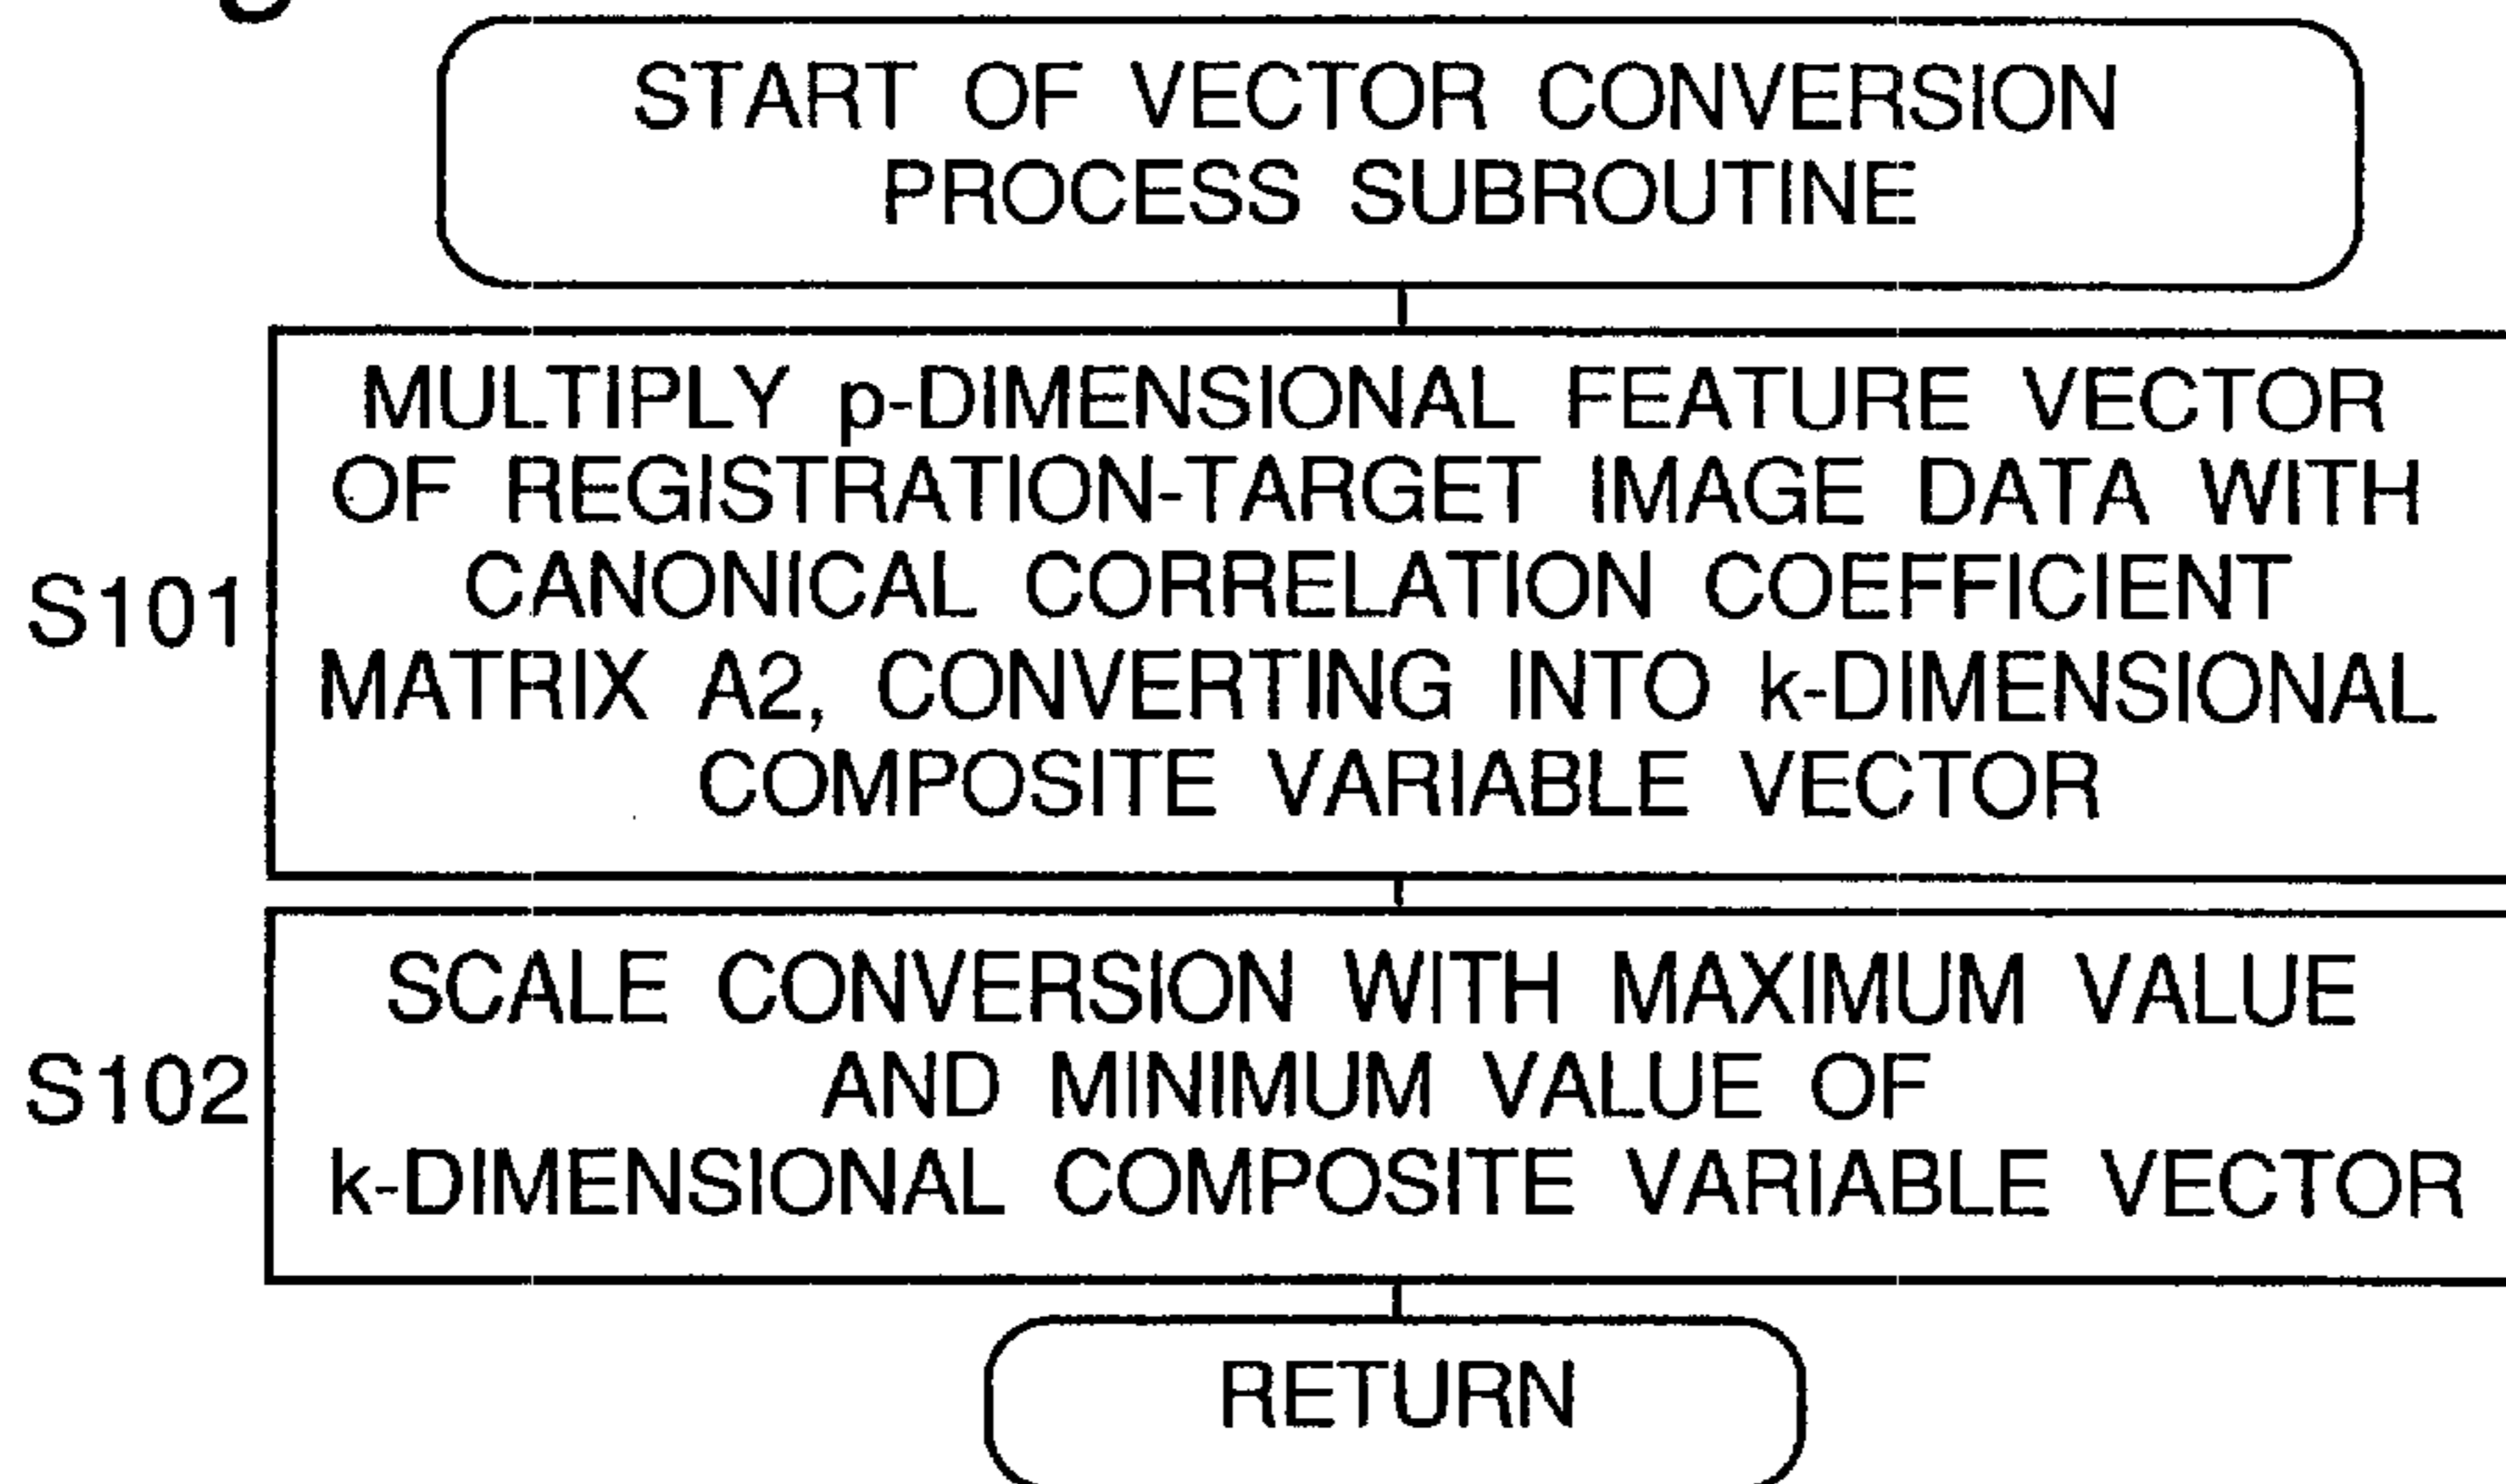 START OF VECTOR CONVERSION
PROCESS SUBROUTINE
MULTIPLY p-DIMENSIONAL FEATURE VECTOR
OF REGISTRATION-TARGET IMAGE DATA WITH
CANONICAL CORRELATION COEFFICIENT
S101
MATRIX A2, CONVERTING INTO k-DIMENSIONAL
COMPOSITE VARIABLE VECTOR
SCALE CONVERSION WITH MAXIMUM VALUE
S102
AND MINIMUM VALUE OF
k-DIMENSIONAL COMPOSITE VARIABLE VECTOR
RETURN